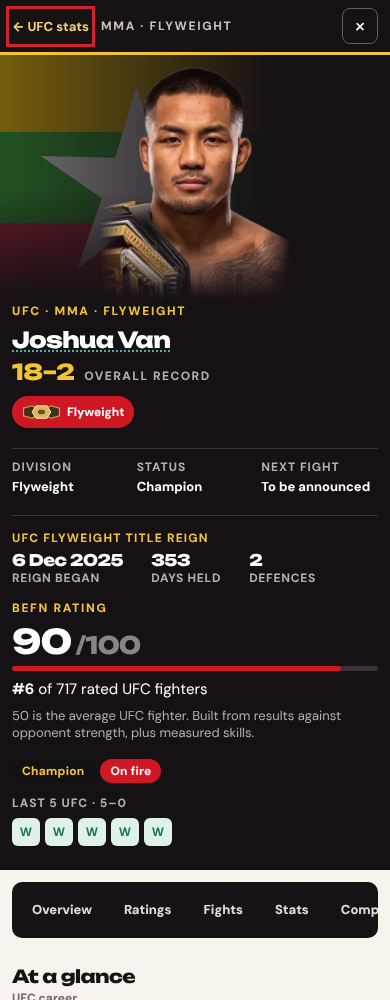 ← UFC stats MMA · FLYWEIGHT ×
UFC · MMA · FLYWEIGHT
Joshua Van
18–2 OVERALL RECORD
Flyweight
DIVISION STATUS NEXT FIGHT
Flyweight Champion To be announced
UFC FLYWEIGHT TITLE REIGN
6 Dec 2025 353 2
REIGN BEGAN DAYS HELD DEFENCES
BEFN RATING
90 /100
#6 of 717 rated UFC fighters
50 is the average UFC fighter. Built from results against
opponent strength, plus measured skills.
Champion On fire
LAST 5 UFC · 5–0
W W W W W
Overview Ratings Fights Stats Comp
At a glance
UFC career